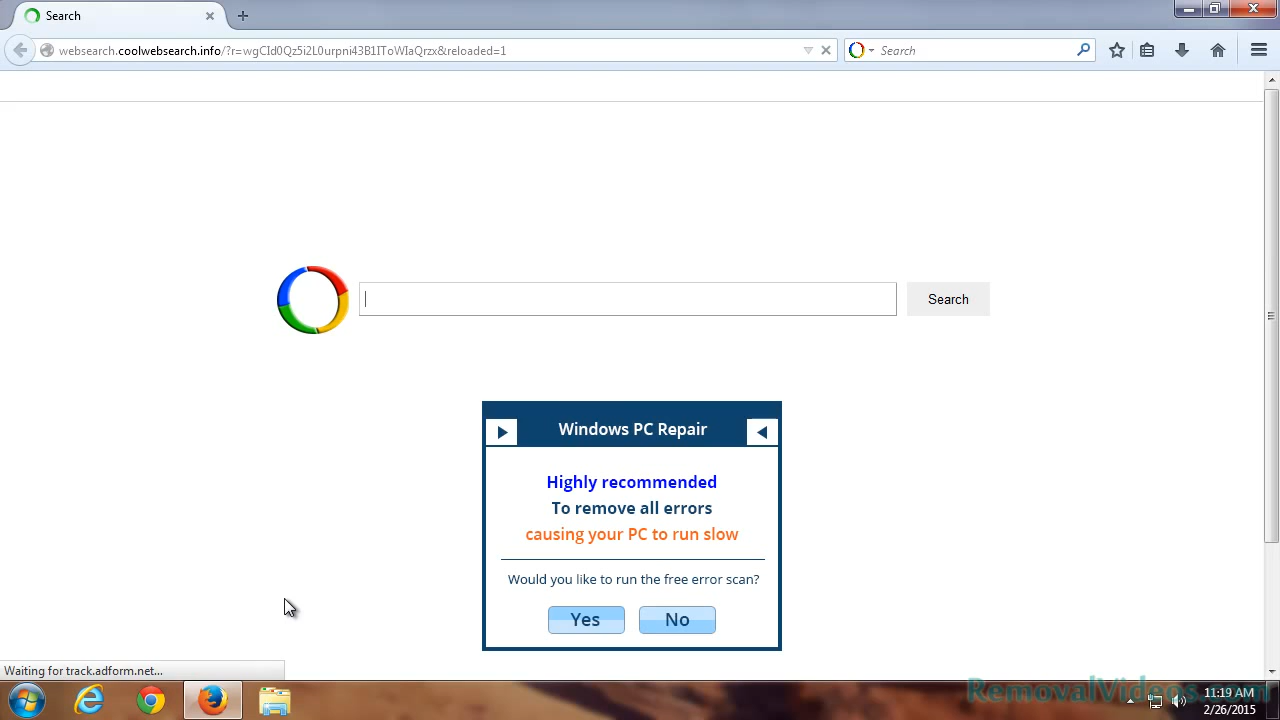 Search
websearch.coolwebsearch.info/?r=wgCId0Qz5i2L0urpni43B1IToWIaQrzx&reloaded=1
Search
Search
Windows PC Repair
Highly recommended
To remove all errors
causing your PC to run slow
Would you like to run the free error scan?
Yes
No
Waiting for track.adform.net...
RemovalVideos.com
11:19 AM
2/26/2015